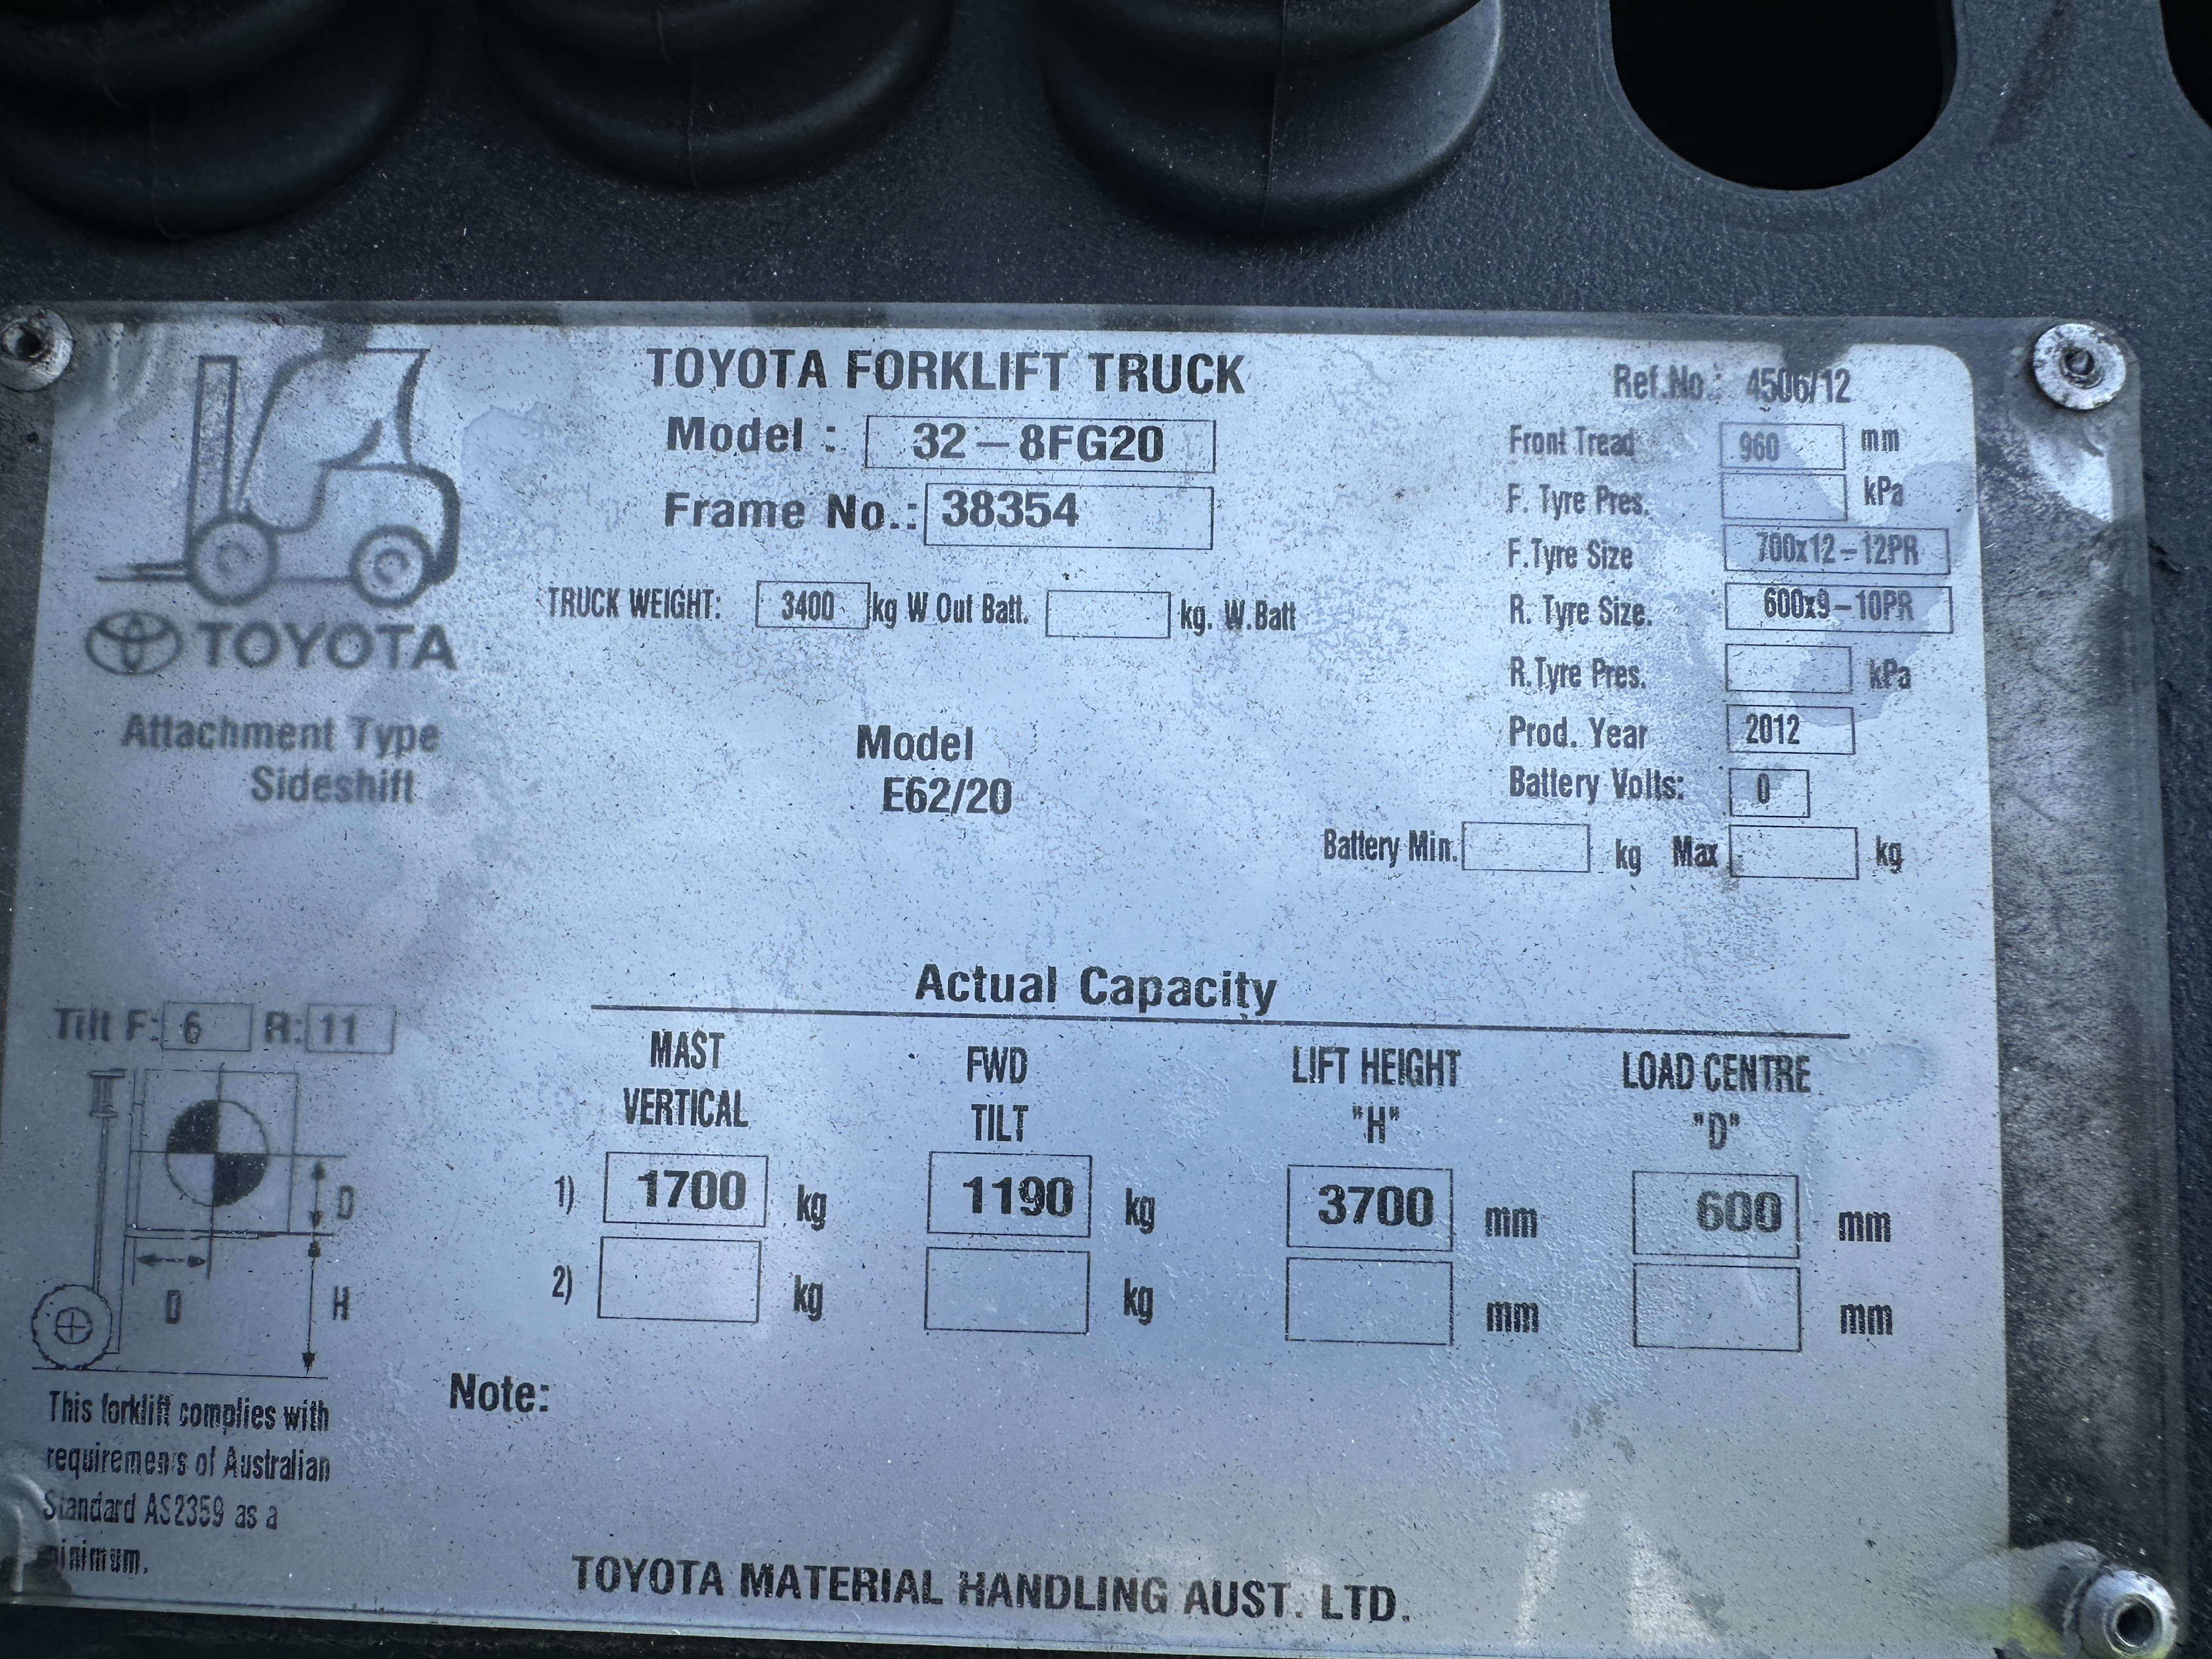 TOYOTA FORKLIFT TRUCK
Model : 32-8FG20
Frame No.: 38354
TRUCK WEIGHT: 3400 kg W Out Batt. kg. W.Batt
Ref.No.: 4506/12
Front Tread 960 mm
F. Tyre Pres. kPa
F.Tyre Size 700x12-12PR
R. Tyre Size. 600x9-10PR
R.Tyre Pres. kPa
Prod. Year 2012
Battery Volts: 0
Battery Min. kg Max kg
TOYOTA
Attachment Type
Sideshift
Model
E62/20
Tilt F: 6 R: 11
D
D
H
Actual Capacity
MAST VERTICAL
FWD TILT
LIFT HEIGHT "H"
LOAD CENTRE "D"
1) 1700 kg 1190 kg 3700 mm 600 mm
2) kg kg mm mm
Note:
This forklift complies with
requirements of Australian
Standard AS2359 as a
minimum.
TOYOTA MATERIAL HANDLING AUST. LTD.